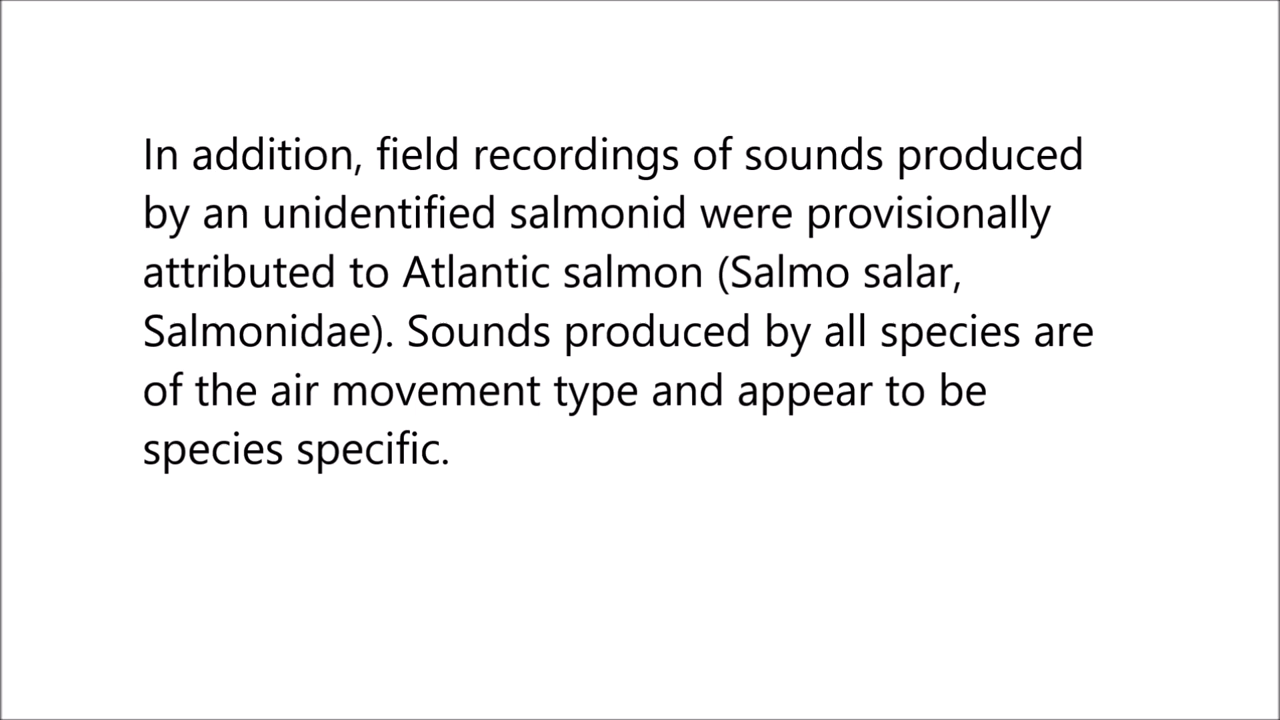 In addition, field recordings of sounds produced
by an unidentified salmonid were provisionally
attributed to Atlantic salmon (Salmo salar,
Salmonidae). Sounds produced by all species are
of the air movement type and appear to be
species specific.